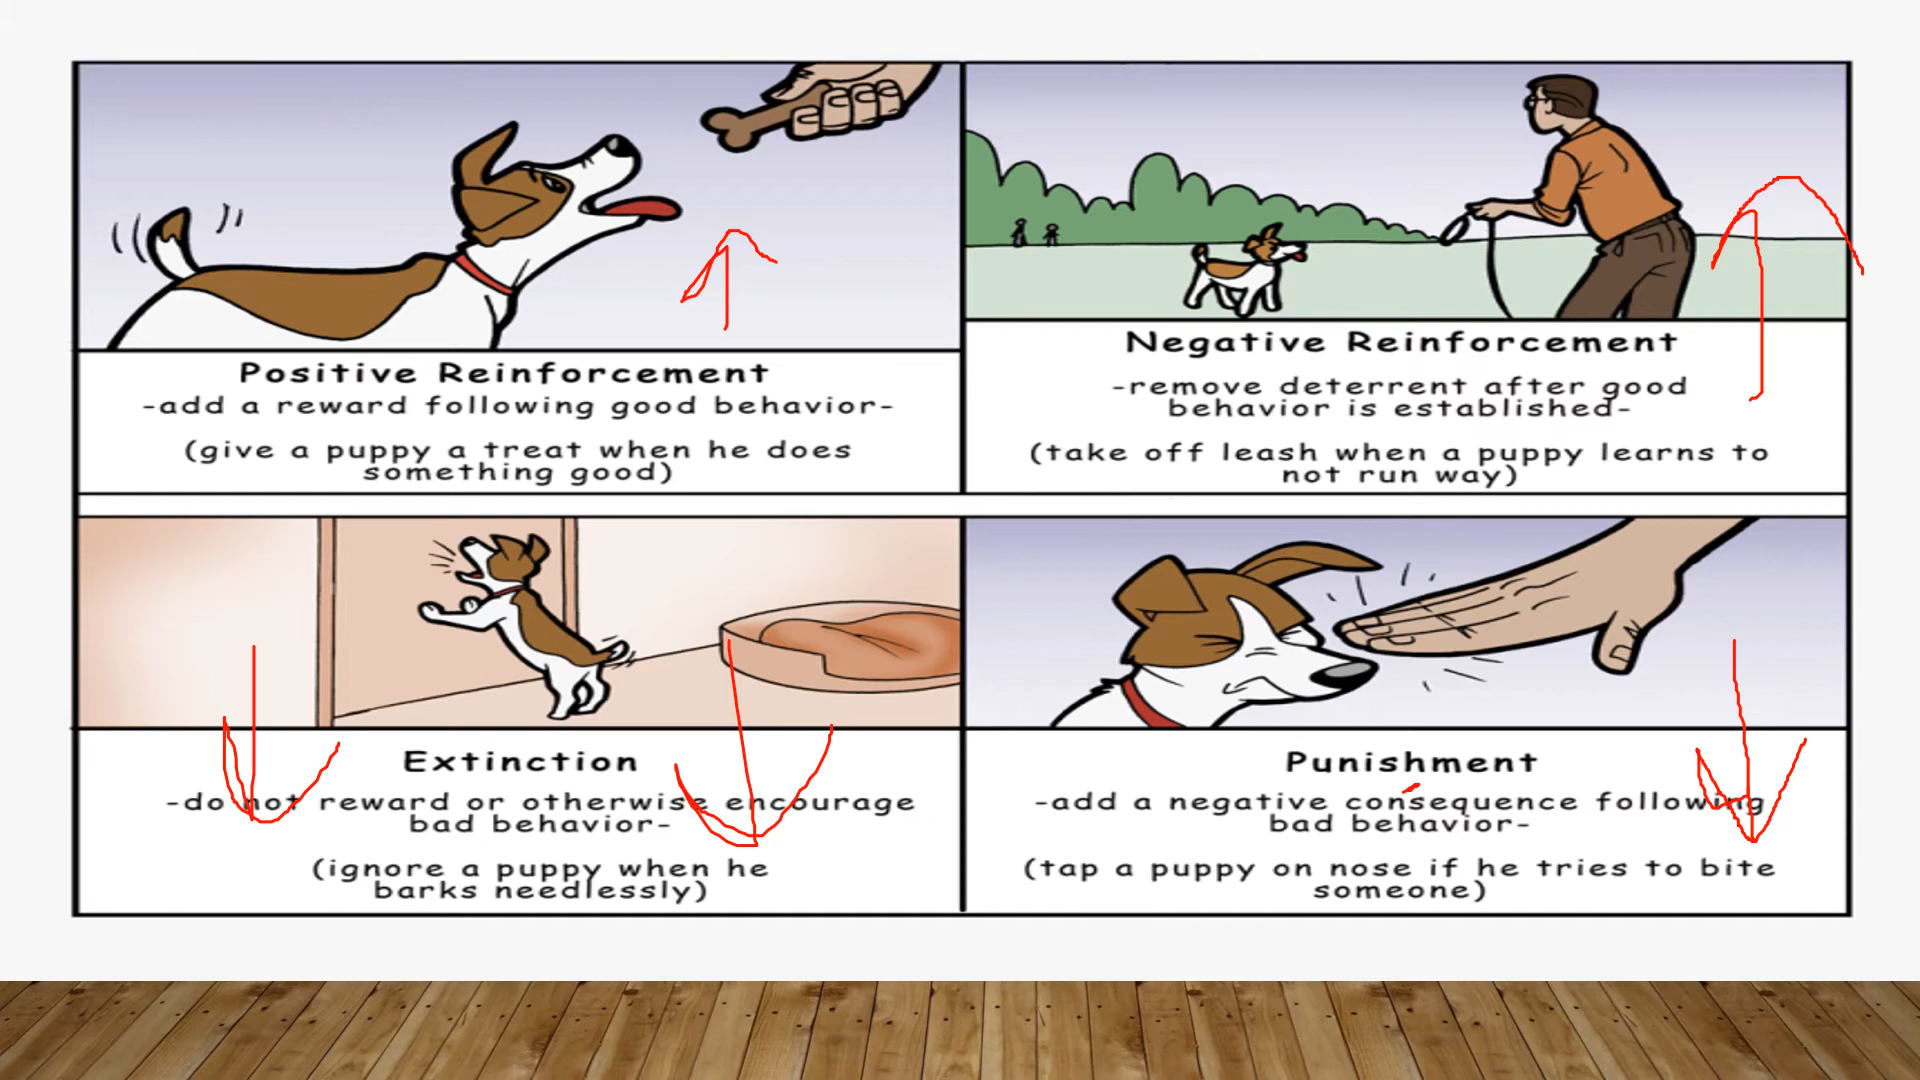 Positive Reinforcement
-add a reward following good behavior-
(give a puppy a treat when he does
something good)
Negative Reinforcement
-remove deterrent after good
behavior is established-
(take off leash when a puppy learns to
not run way)
Extinction
-do not reward or otherwise encourage
bad behavior-
(ignore a puppy when he
barks needlessly)
Punishment
-add a negative consequence following
bad behavior-
(tap a puppy on nose if he tries to bite
someone)